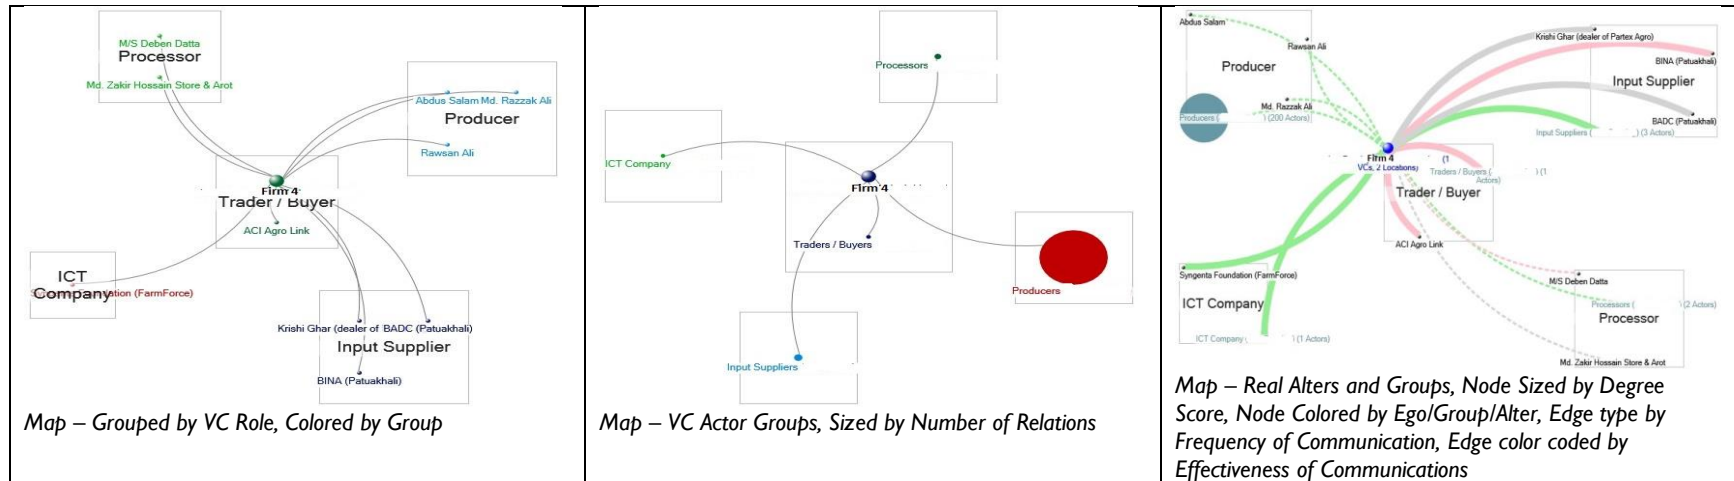 M/S Deben Datta
Processor
Md. Zakir Hossain Store & Arot
Abdus Salam Md. Razzak Ali
Producer
Rawsan Ali
Firm 4
Trader / Buyer
ACI Agro Link
ICT
Company
(FarmForce)
Krishi Ghar (dealer of BADC (Patuakhali)
Input Supplier
BINA (Patuakhali)
Map – Grouped by VC Role, Colored by Group
Processors
ICT Company
Firm 4
Traders / Buyers
Producers
Input Suppliers
Map – VC Actor Groups, Sized by Number of Relations
Abdus Salam
Rawsan Ali
Producer
Md. Razzak Ali
Producers ( ) (200 Actors)
Krishi Ghar (dealer of Partex Agro)
BINA (Patuakhali)
Input Supplier
BADC (Patuakhali)
Input Suppliers ( ) (3 Actors)
Firm 4 (1
VCs, 2 Locations)
Traders / Buyers ( ) (1
Actors)
Trader / Buyer
ACI Agro Link
Syngenta Foundation (FarmForce)
ICT Company
ICT Company ( ) (1 Actors)
M/S Deben Datta
Processors ( ) (2 Actors)
Processor
Md. Zakir Hossain Store & Arot
Map – Real Alters and Groups, Node Sized by Degree
Score, Node Colored by Ego/Group/Alter, Edge type by
Frequency of Communication, Edge color coded by
Effectiveness of Communications